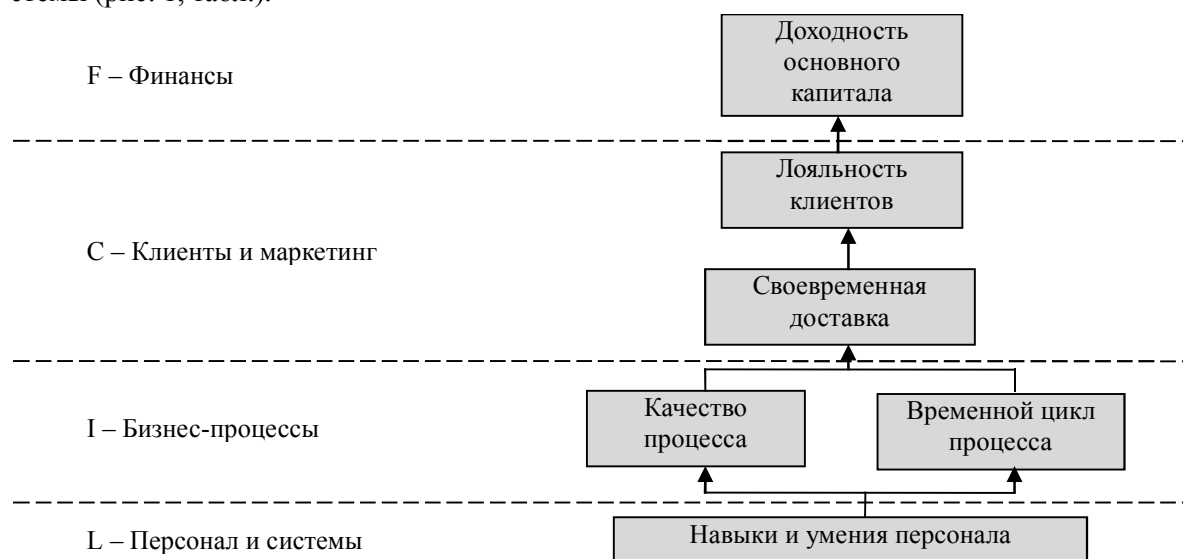 Доходность
основного
капитала
F – Финансы
Лояльность
клиентов
C – Клиенты и маркетинг
Своевременная
доставка
Качество
процесса
Временной цикл
процесса
I – Бизнес-процессы
Навыки и умения персонала
L – Персонал и системы